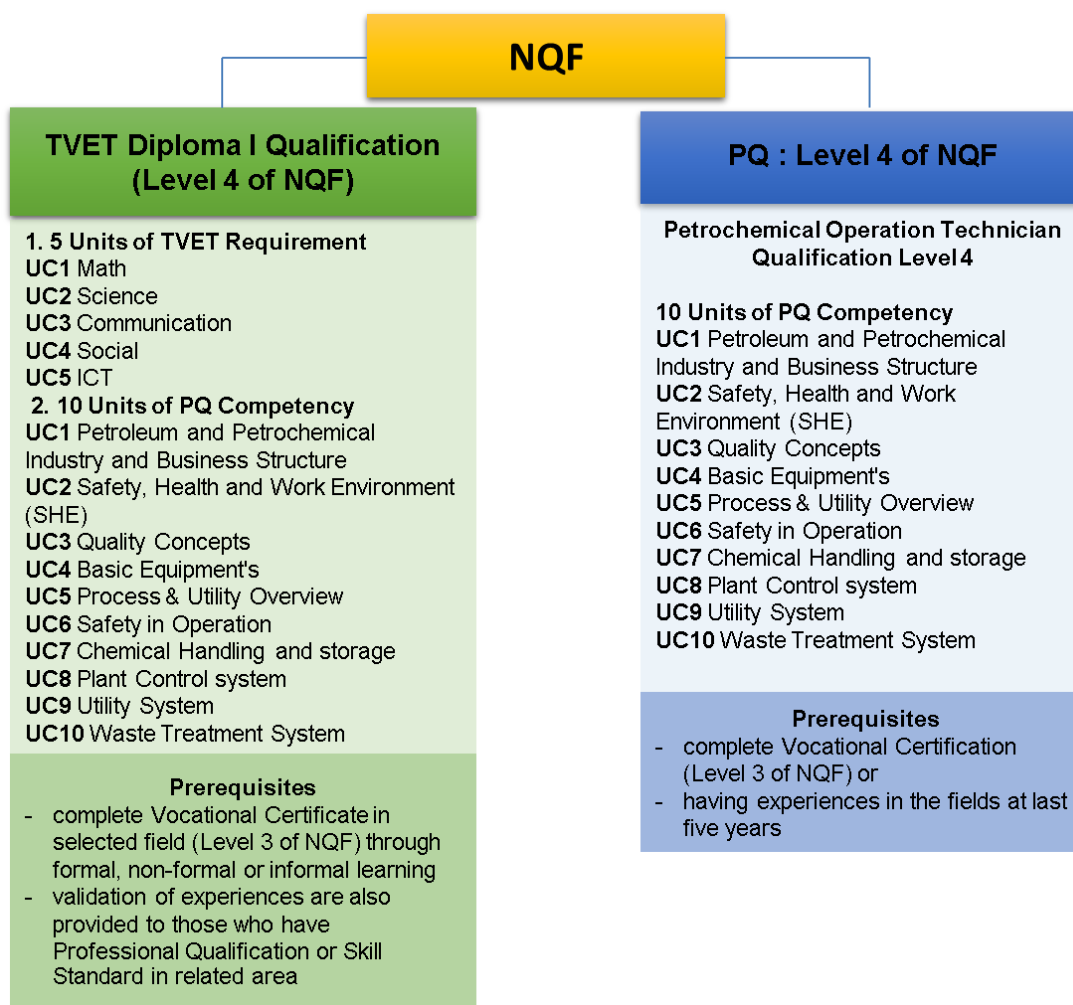 NQF
TVET Diploma I Qualification
(Level 4 of NQF)
1. 5 Units of TVET Requirement
UC1 Math
UC2 Science
UC3 Communication
UC4 Social
UC5 ICT
2. 10 Units of PQ Competency
UC1 Petroleum and Petrochemical
Industry and Business Structure
UC2 Safety, Health and Work Environment
(SHE)
UC3 Quality Concepts
UC4 Basic Equipment's
UC5 Process & Utility Overview
UC6 Safety in Operation
UC7 Chemical Handling and storage
UC8 Plant Control system
UC9 Utility System
UC10 Waste Treatment System
Prerequisites
- complete Vocational Certificate in
selected field (Level 3 of NQF) through
formal, non-formal or informal learning
- validation of experiences are also
provided to those who have
Professional Qualification or Skill
Standard in related area
PQ : Level 4 of NQF
Petrochemical Operation Technician
Qualification Level 4
10 Units of PQ Competency
UC1 Petroleum and Petrochemical
Industry and Business Structure
UC2 Safety, Health and Work
Environment (SHE)
UC3 Quality Concepts
UC4 Basic Equipment's
UC5 Process & Utility Overview
UC6 Safety in Operation
UC7 Chemical Handling and storage
UC8 Plant Control system
UC9 Utility System
UC10 Waste Treatment System
Prerequisites
- complete Vocational Certification
(Level 3 of NQF) or
- having experiences in the fields at last
five years